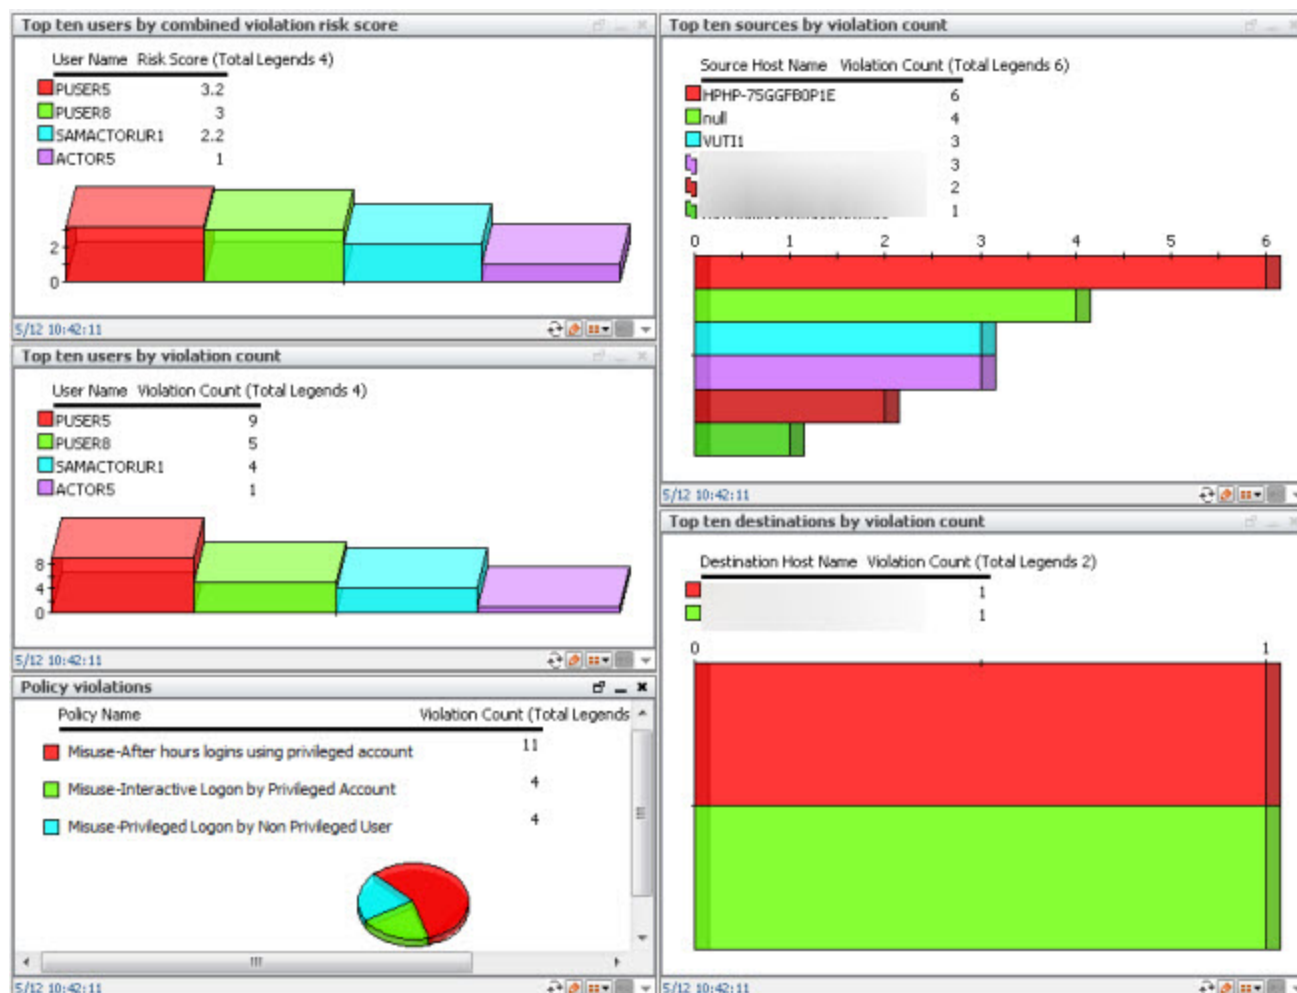 Top ten users by combined violation risk score
User Name Risk Score (Total Legends 4)
PUSER5 3.2
PUSER8 3
SAMACTORUR1 2.2
ACTOR5 1
2
0
5/12 10:42:11
Top ten users by violation count
User Name Violation Count (Total Legends 4)
PUSER5 9
PUSER8 5
SAMACTORUR1 4
ACTOR5 1
8
4
0
5/12 10:42:11
Policy violations
Policy Name Violation Count (Total Legends
Misuse-After hours logins using privileged account 11
Misuse-Interactive Logon by Privileged Account 4
Misuse-Privileged Logon by Non Privileged User 4
5/12 10:42:11
Top ten sources by violation count
Source Host Name Violation Count (Total Legends 6)
HPHP-75GGFB0P1E 6
null 4
VUTI1 3
3
2
1
0 1 2 3 4 5 6
5/12 10:42:11
Top ten destinations by violation count
Destination Host Name Violation Count (Total Legends 2)
1
1
0 1
5/12 10:42:11